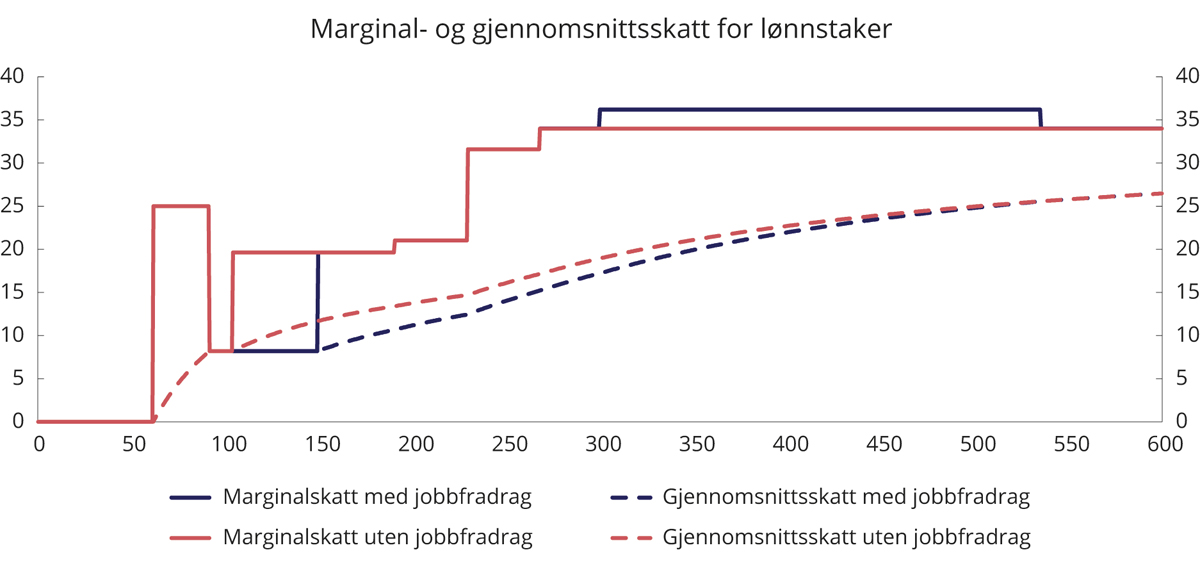 Marginal- og gjennomsnittsskatt for lønnstaker
40 40
35 35
30 30
25 25
20 20
15 15
10 10
5 5
0 0
0 50 100 150 200 250 300 350 400 450 500 550 600
Marginalskatt med jobbfradrag Gjennomsnittsskatt med jobbfradrag
Marginalskatt uten jobbfradrag Gjennomsnittsskatt uten jobbfradrag